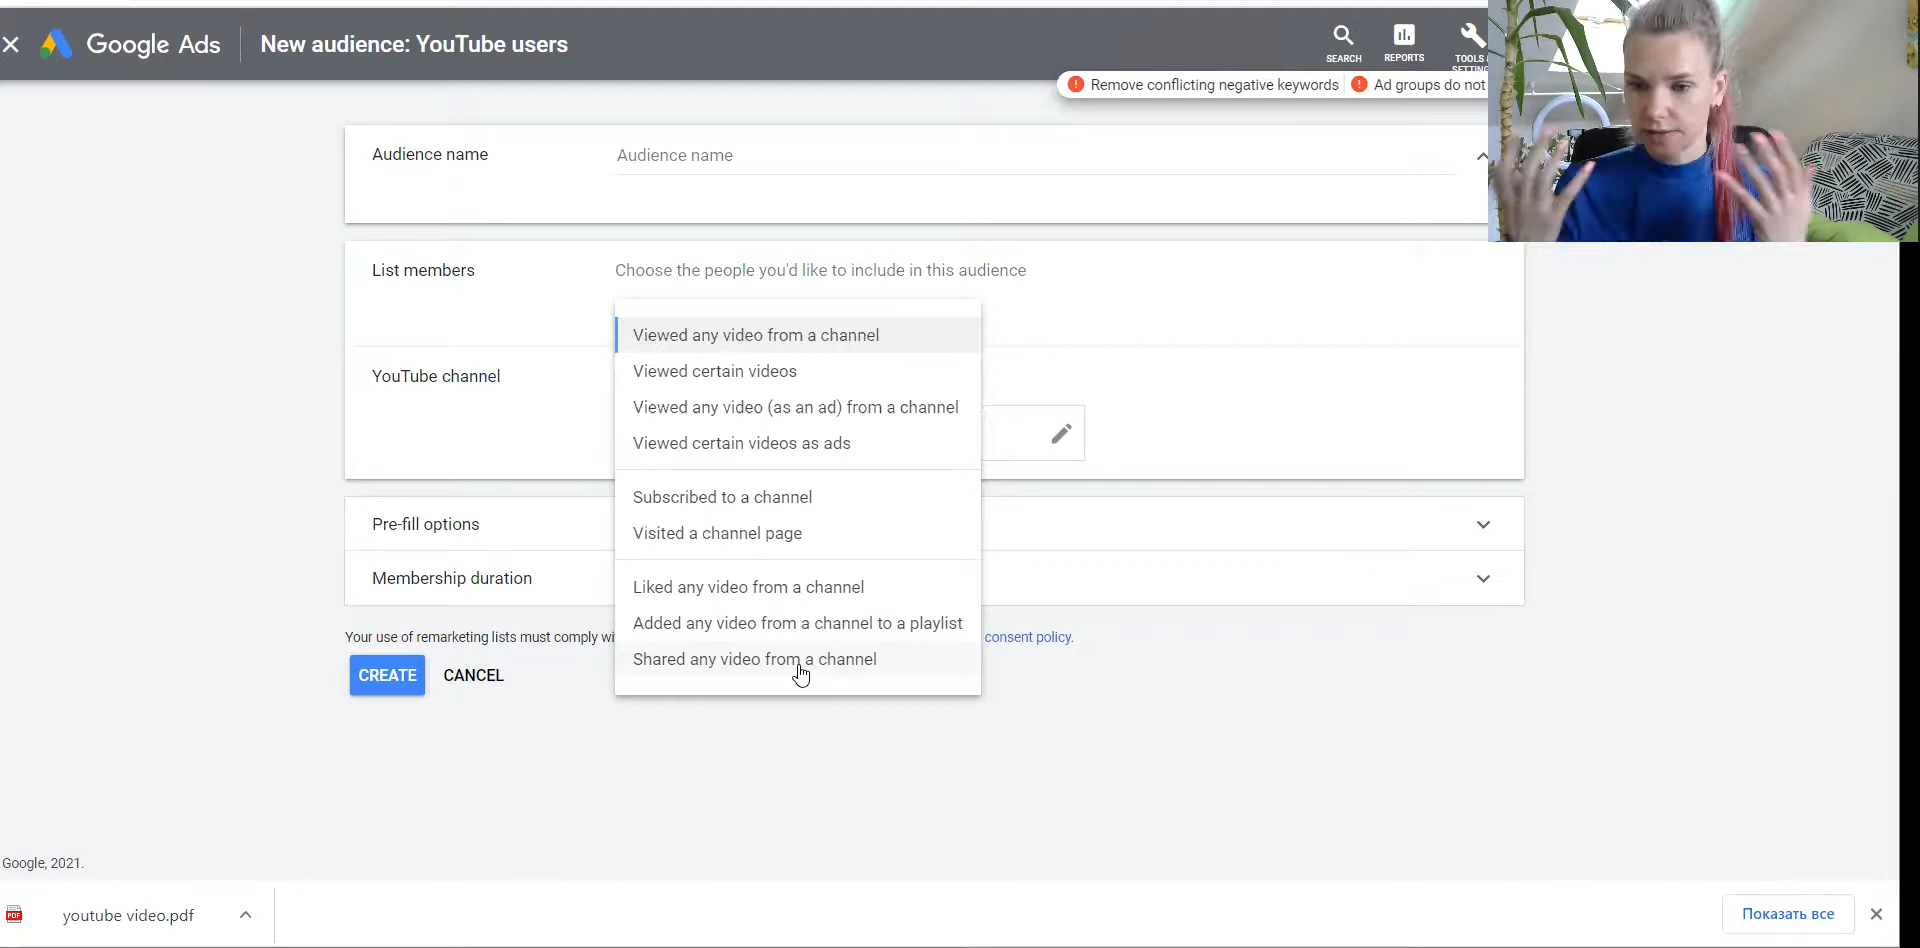 Google Ads
New audience: YouTube users
SEARCH
REPORTS
TOOLS
Remove conflicting negative keywords
Ad groups do not
Audience name
Audience name
List members
Choose the people you'd like to include in this audience
Viewed any video from a channel
Viewed certain videos
Viewed any video (as an ad) from a channel
Viewed certain videos as ads
YouTube channel
Subscribed to a channel
Visited a channel page
Pre-fill options
Membership duration
Liked any video from a channel
Added any video from a channel to a playlist
Shared any video from a channel
Your use of remarketing lists must comply wi
consent policy.
CREATE
CANCEL
Google, 2021.
PDF
youtube video.pdf
Показать все